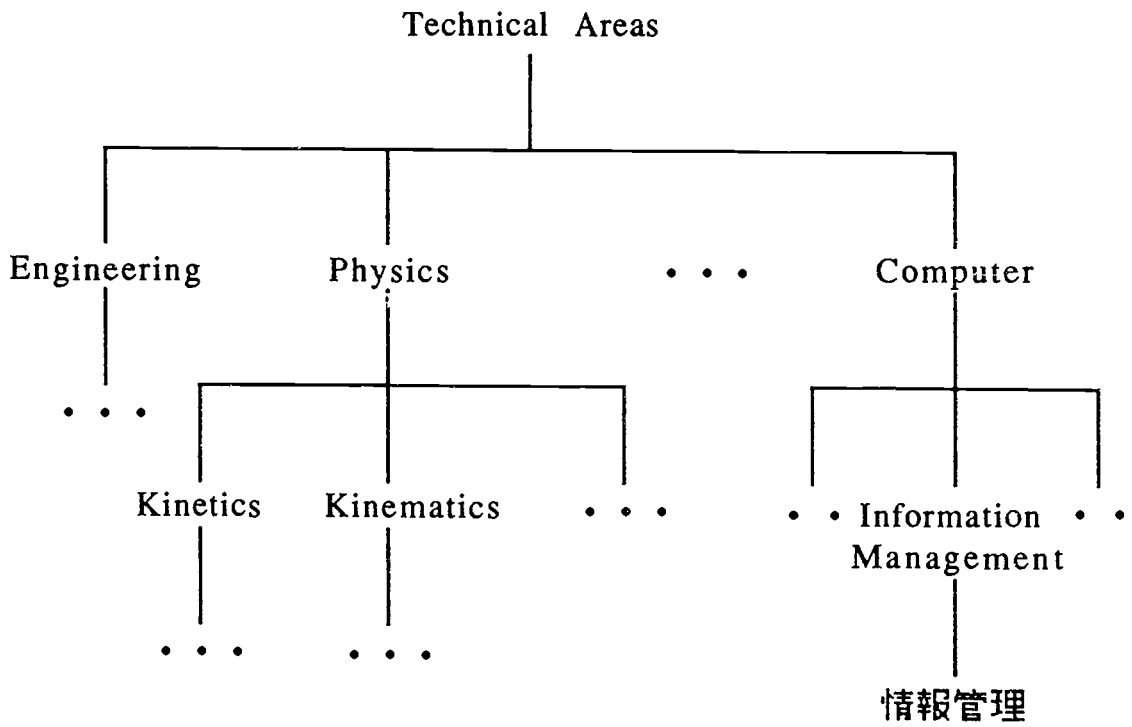 Technical Areas
Engineering Physics • • • Computer
• • •
Kinetics Kinematics • • • • • Information • •
Management
• • • • • •
情報管理